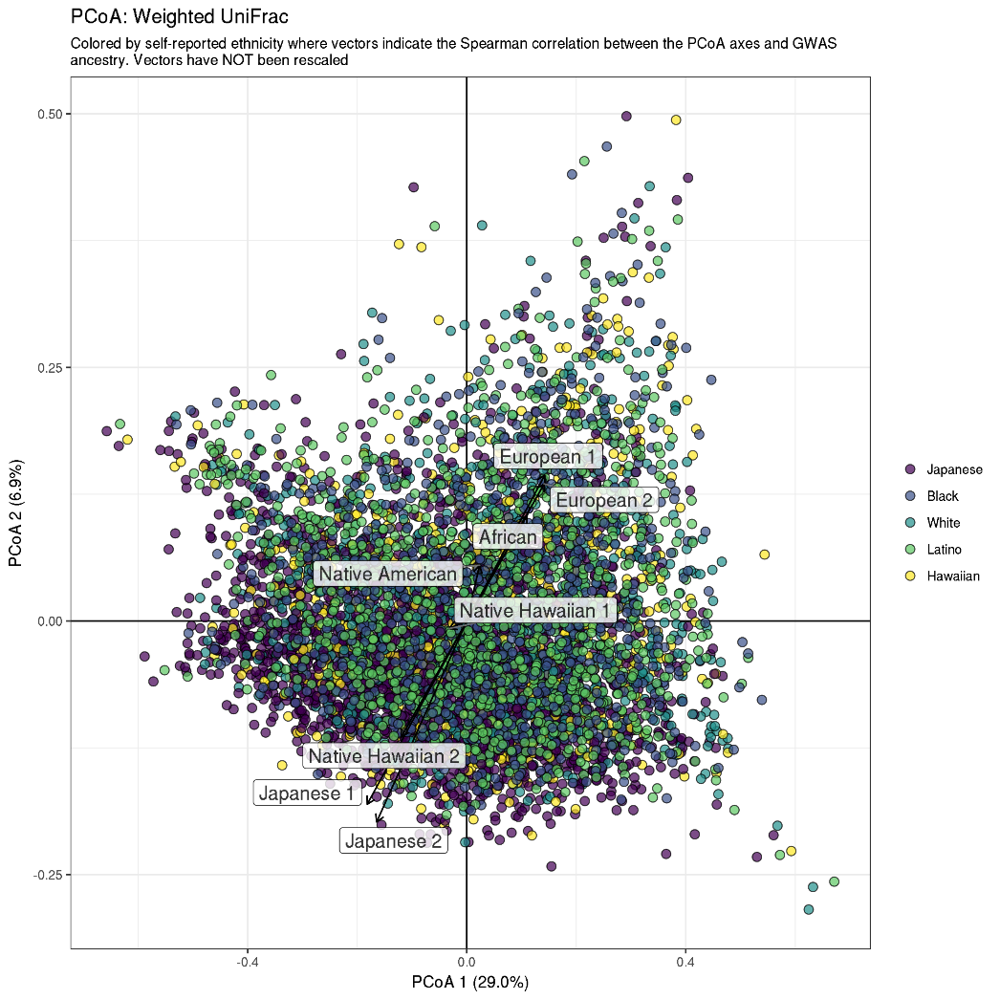 PCoA: Weighted UniFrac
Colored by self-reported ethnicity where vectors indicate the Spearman correlation between the PCoA axes and GWAS
ancestry. Vectors have NOT been rescaled
0.50
0.25
0.00
-0.25
PCoA 2 (6.9%)
European 1
European 2
African
Native American
Native Hawaiian 1
Native Hawaiian 2
Japanese 1
Japanese 2
-0.4
0.0
0.4
PCoA 1 (29.0%)
Japanese
Black
White
Latino
Hawaiian